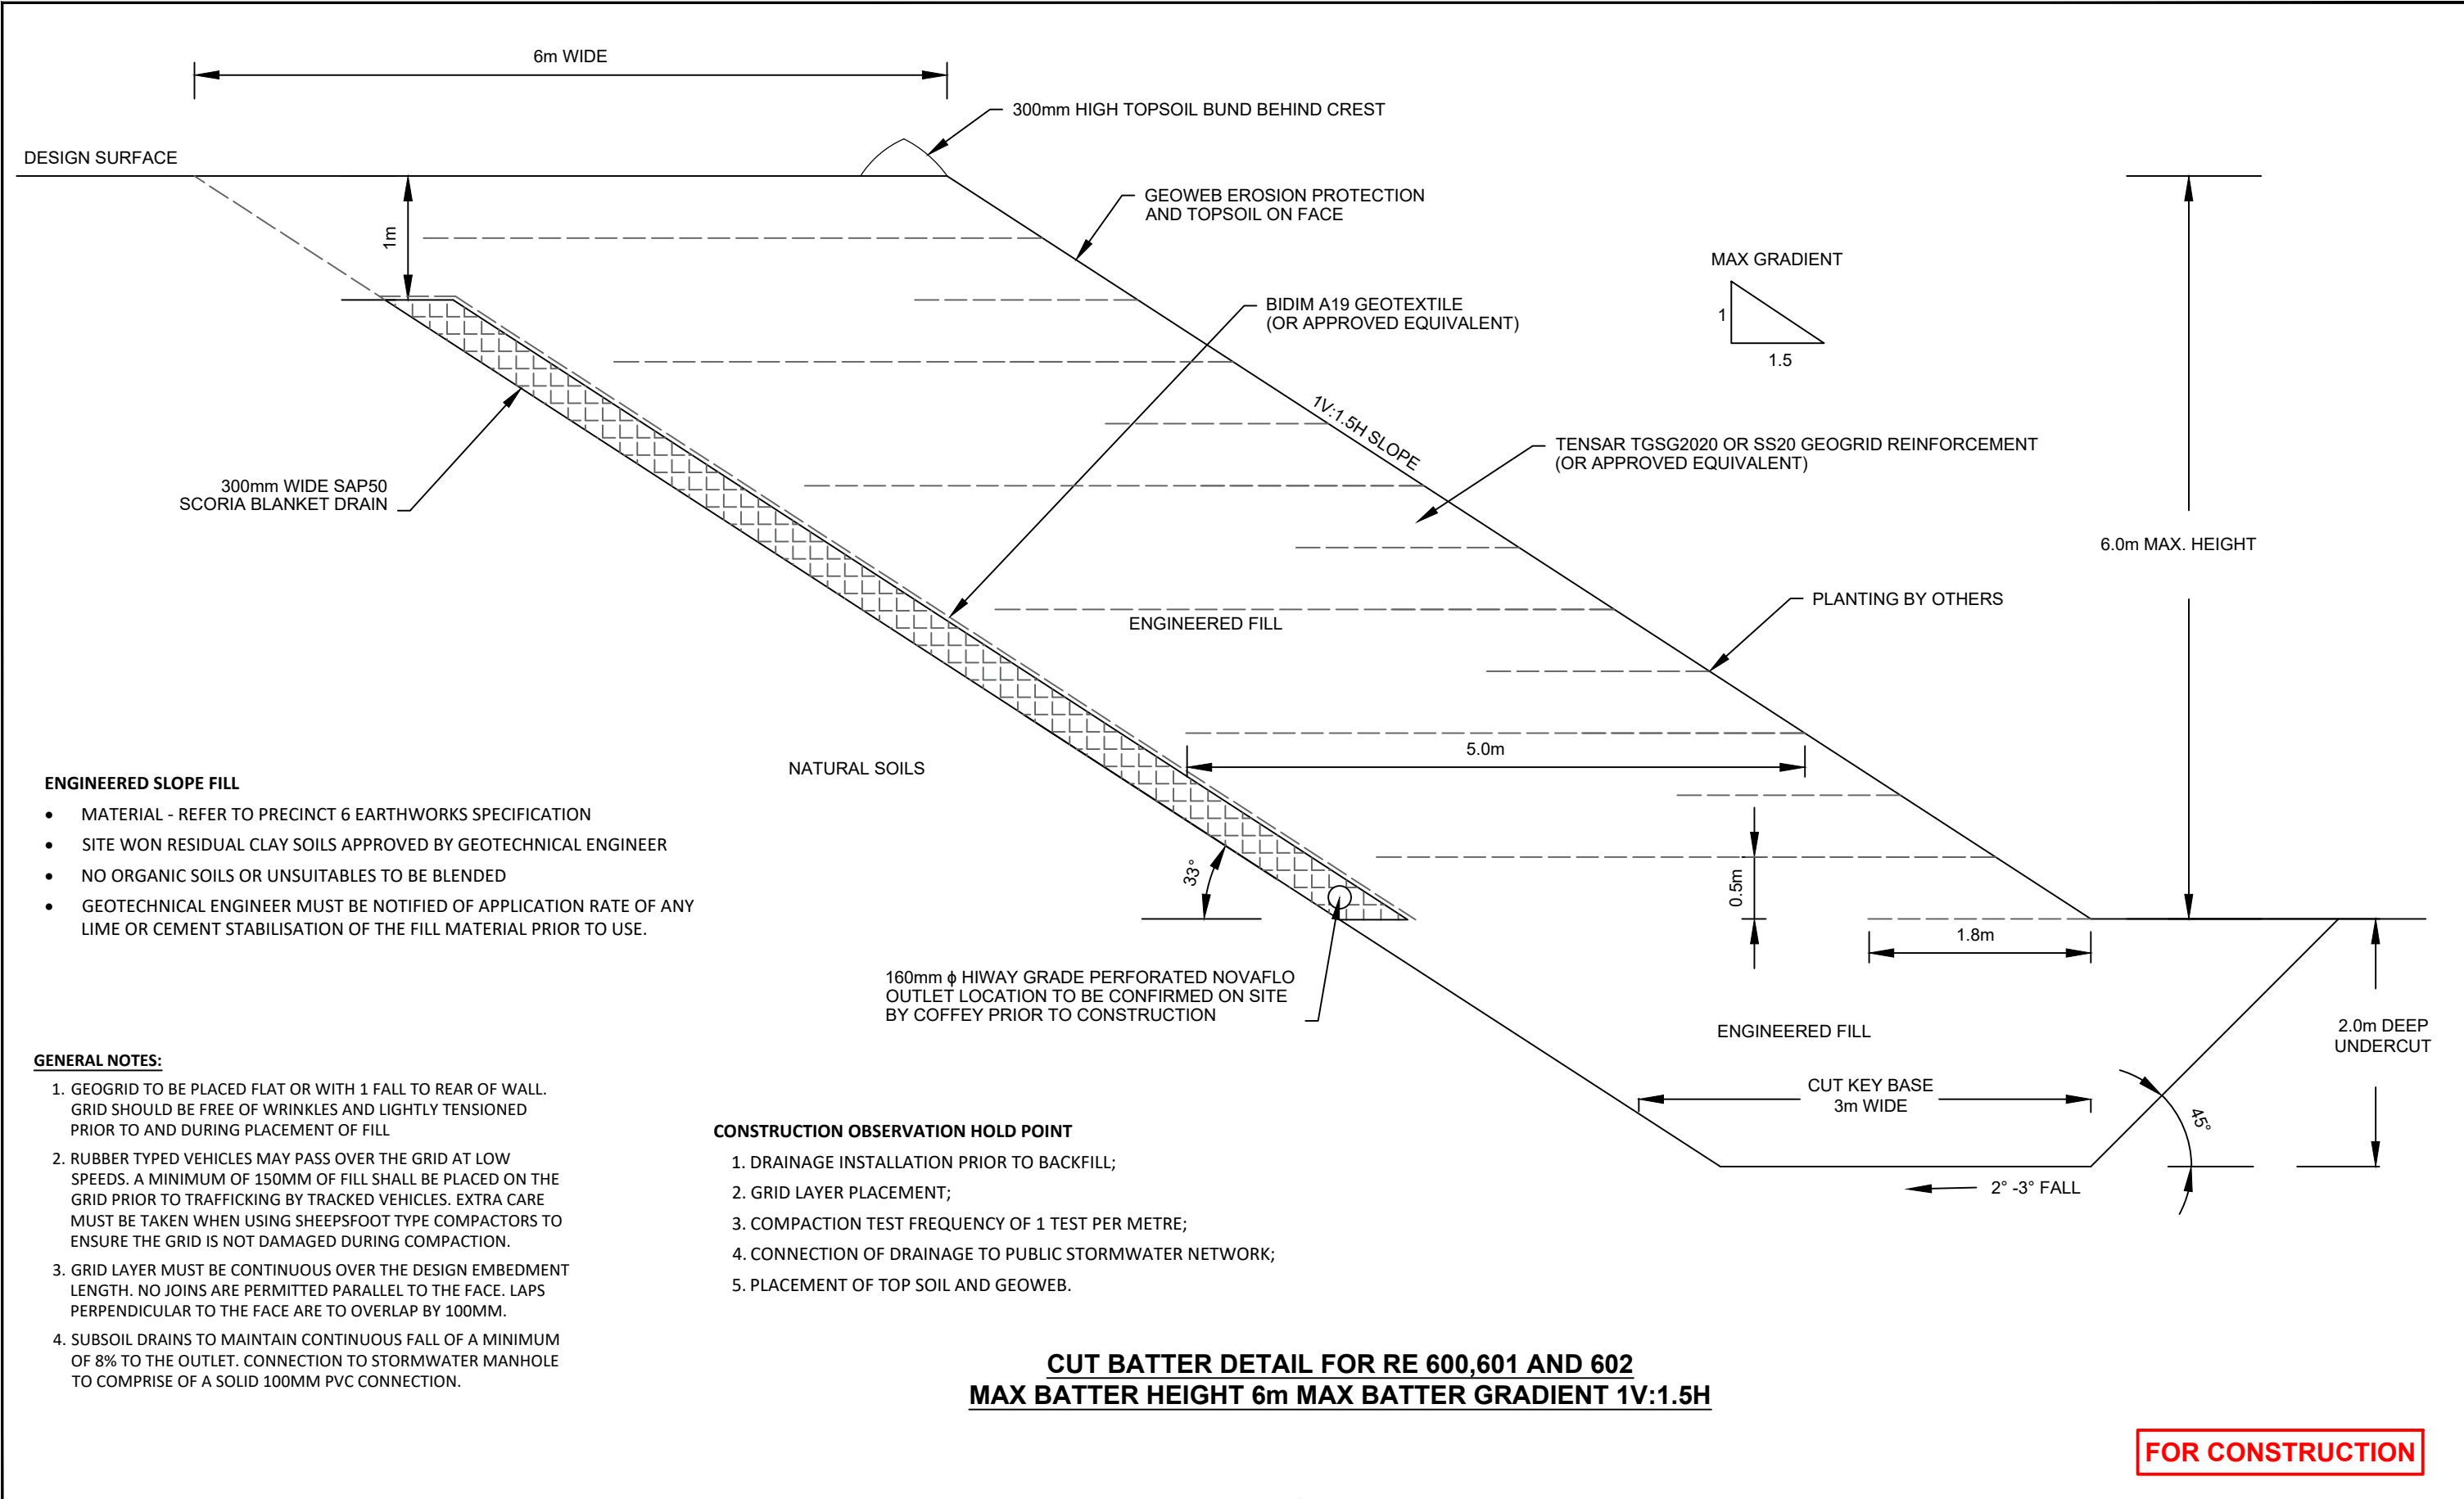 6m WIDE
300mm HIGH TOPSOIL BUND BEHIND CREST
DESIGN SURFACE
GEOWEB EROSION PROTECTION
AND TOPSOIL ON FACE
1m
MAX GRADIENT
1
1.5
BIDIM A19 GEOTEXTILE
(OR APPROVED EQUIVALENT)
1V:1.5H SLOPE
TENSAR TGSG2020 OR SS20 GEOGRID REINFORCEMENT
(OR APPROVED EQUIVALENT)
300mm WIDE SAP50
SCORIA BLANKET DRAIN
6.0m MAX. HEIGHT
PLANTING BY OTHERS
ENGINEERED FILL
5.0m
NATURAL SOILS
33°
0.5m
1.8m
ENGINEERED SLOPE FILL
• MATERIAL - REFER TO PRECINCT 6 EARTHWORKS SPECIFICATION
• SITE WON RESIDUAL CLAY SOILS APPROVED BY GEOTECHNICAL ENGINEER
• NO ORGANIC SOILS OR UNSUITABLES TO BE BLENDED
• GEOTECHNICAL ENGINEER MUST BE NOTIFIED OF APPLICATION RATE OF ANY
LIME OR CEMENT STABILISATION OF THE FILL MATERIAL PRIOR TO USE.
160mm ϕ HIWAY GRADE PERFORATED NOVAFLO
OUTLET LOCATION TO BE CONFIRMED ON SITE
BY COFFEY PRIOR TO CONSTRUCTION
ENGINEERED FILL
2.0m DEEP
UNDERCUT
CUT KEY BASE
3m WIDE
45°
2° -3° FALL
GENERAL NOTES:
1. GEOGRID TO BE PLACED FLAT OR WITH 1 FALL TO REAR OF WALL.
GRID SHOULD BE FREE OF WRINKLES AND LIGHTLY TENSIONED
PRIOR TO AND DURING PLACEMENT OF FILL
2. RUBBER TYPED VEHICLES MAY PASS OVER THE GRID AT LOW
SPEEDS. A MINIMUM OF 150MM OF FILL SHALL BE PLACED ON THE
GRID PRIOR TO TRAFFICKING BY TRACKED VEHICLES. EXTRA CARE
MUST BE TAKEN WHEN USING SHEEPSFOOT TYPE COMPACTORS TO
ENSURE THE GRID IS NOT DAMAGED DURING COMPACTION.
3. GRID LAYER MUST BE CONTINUOUS OVER THE DESIGN EMBEDMENT
LENGTH. NO JOINS ARE PERMITTED PARALLEL TO THE FACE. LAPS
PERPENDICULAR TO THE FACE ARE TO OVERLAP BY 100MM.
4. SUBSOIL DRAINS TO MAINTAIN CONTINUOUS FALL OF A MINIMUM
OF 8% TO THE OUTLET. CONNECTION TO STORMWATER MANHOLE
TO COMPRISE OF A SOLID 100MM PVC CONNECTION.
CONSTRUCTION OBSERVATION HOLD POINT
1. DRAINAGE INSTALLATION PRIOR TO BACKFILL;
2. GRID LAYER PLACEMENT;
3. COMPACTION TEST FREQUENCY OF 1 TEST PER METRE;
4. CONNECTION OF DRAINAGE TO PUBLIC STORMWATER NETWORK;
5. PLACEMENT OF TOP SOIL AND GEOWEB.
CUT BATTER DETAIL FOR RE 600,601 AND 602
MAX BATTER HEIGHT 6m MAX BATTER GRADIENT 1V:1.5H
FOR CONSTRUCTION